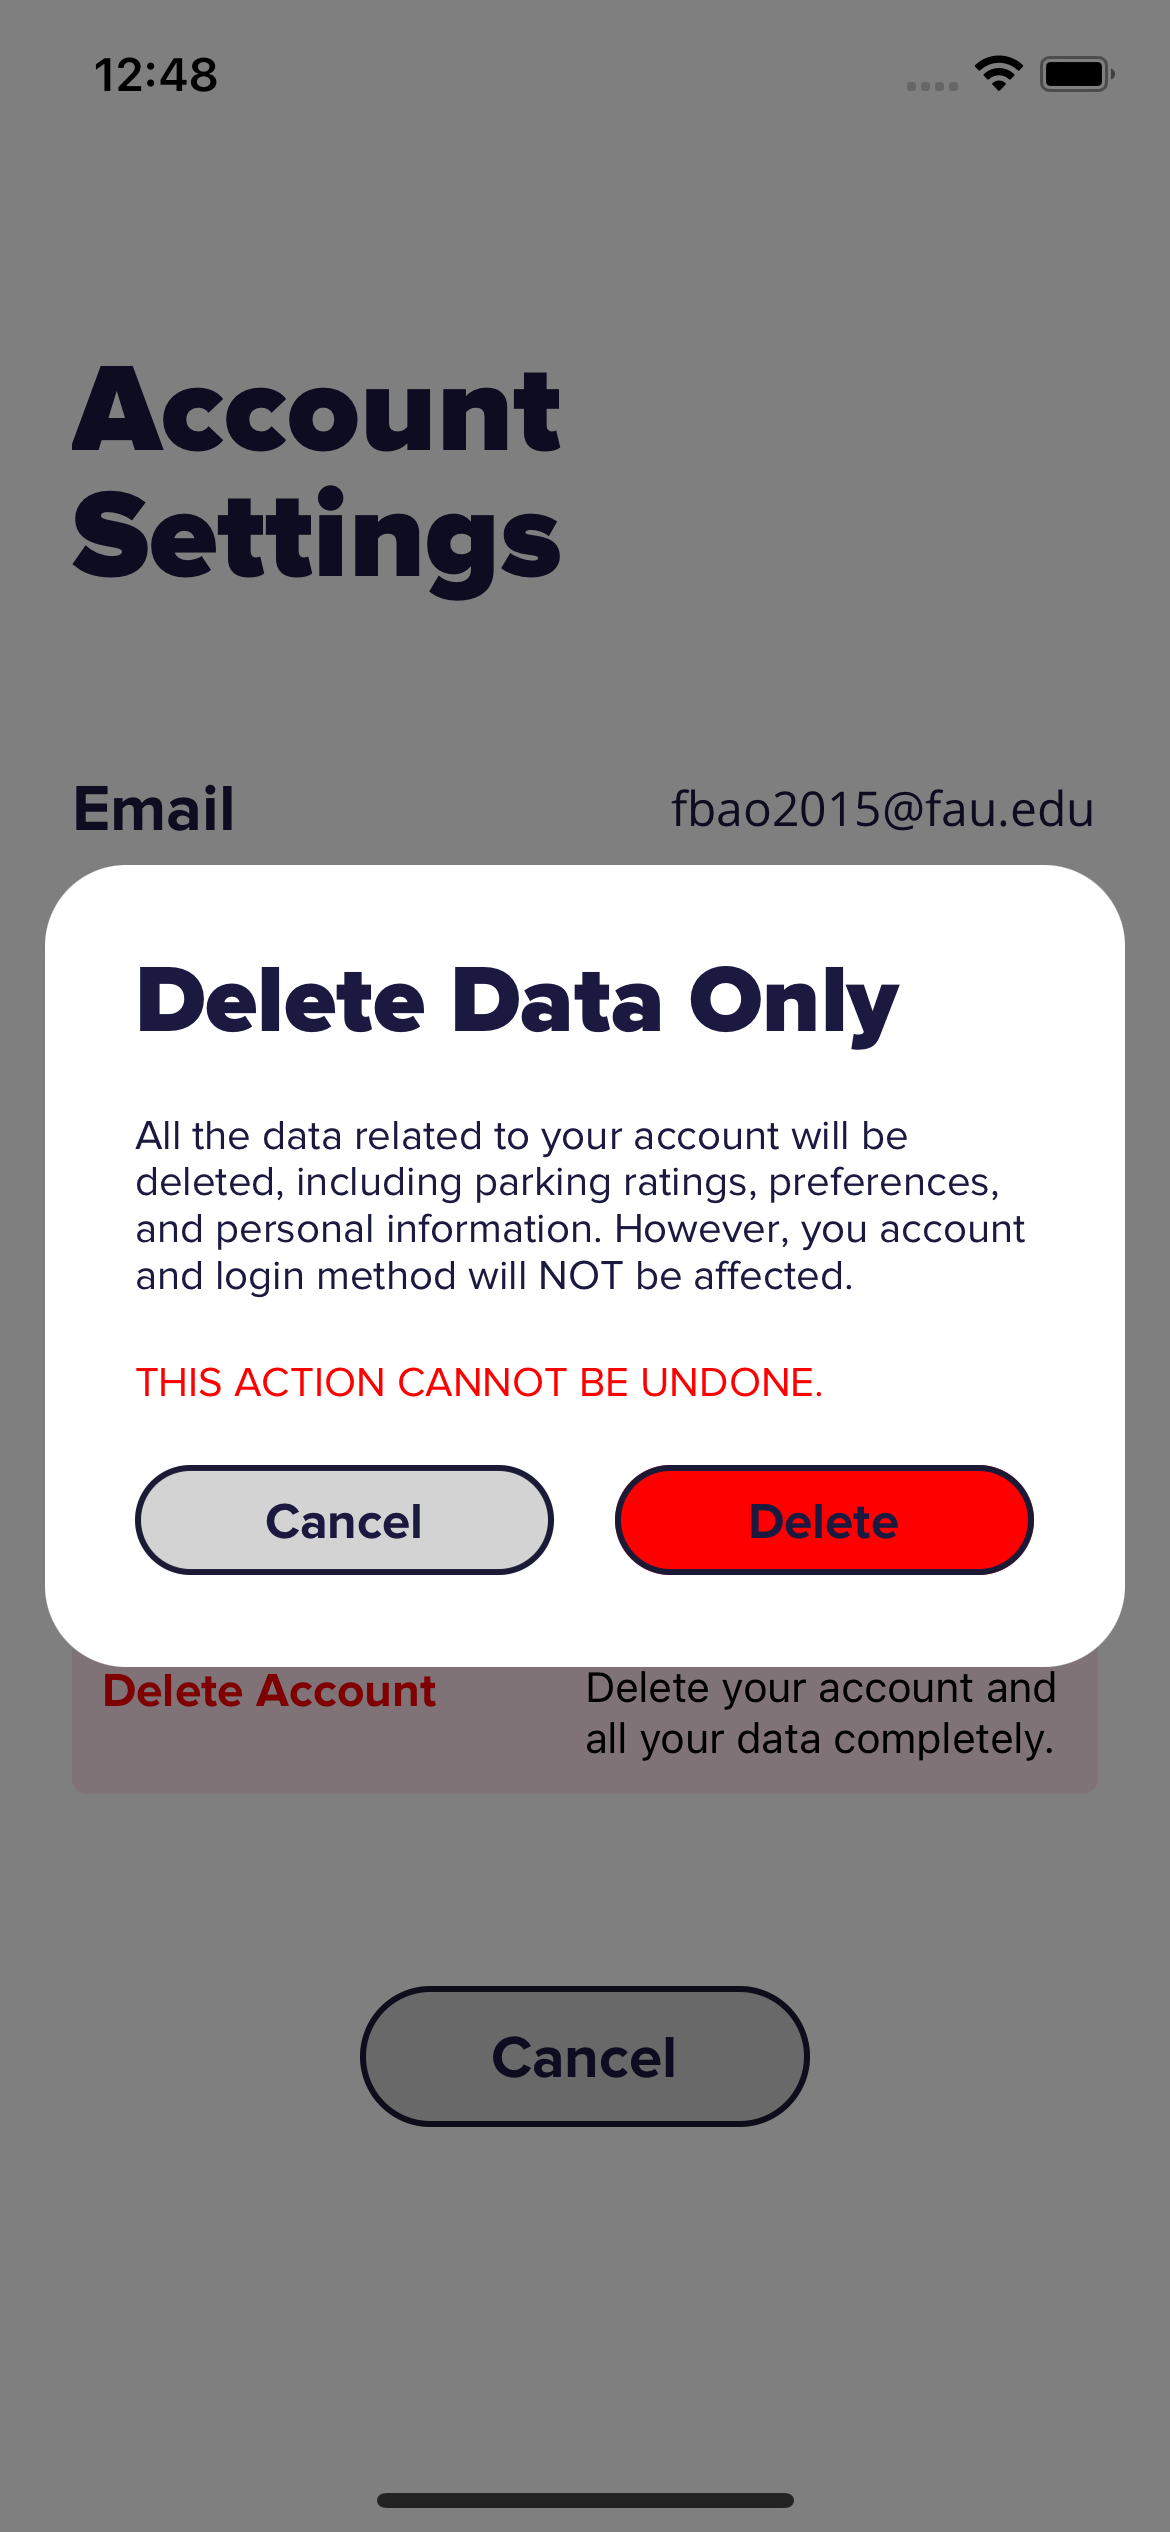 12:48
Account
Settings
Email
fbao2015@fau.edu
Delete Data Only
All the data related to your account will be
deleted, including parking ratings, preferences,
and personal information. However, you account
and login method will NOT be affected.
THIS ACTION CANNOT BE UNDONE.
Cancel
Delete
Delete Account
Delete your account and
all your data completely.
Cancel